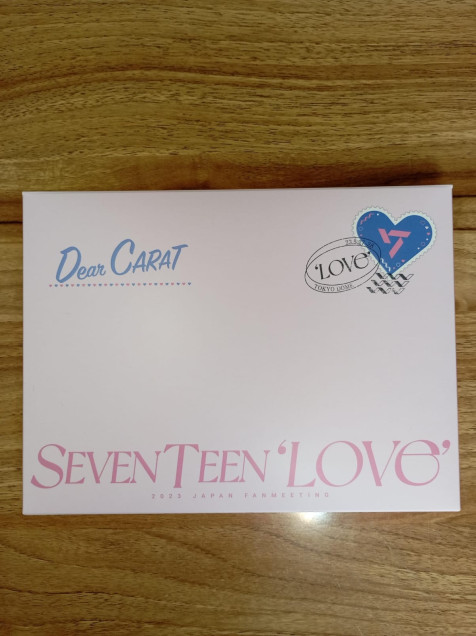 Dear CARAT
'LOVE'
TOKYO DOME
SEVENTEEN 'LOVE'
2023 JAPAN FANMEETING